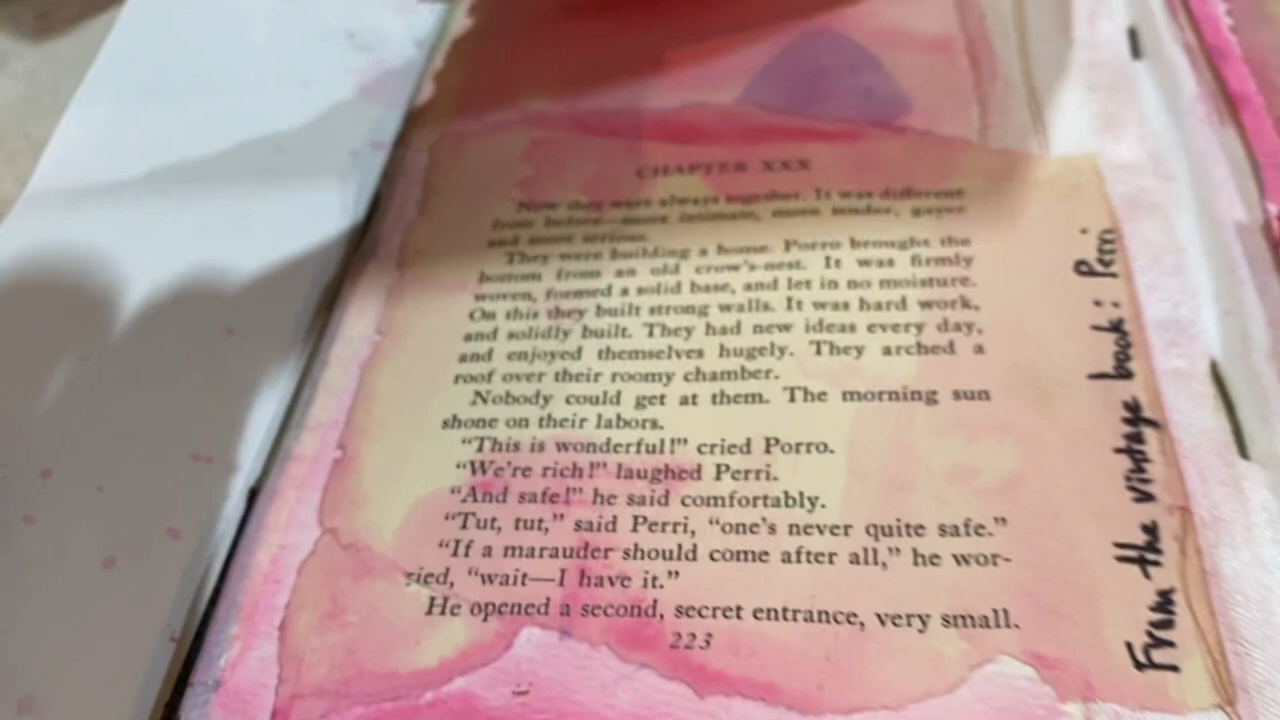 CHAPTER XXX
Now they were always together. It was different
from before—more intimate, more tender, gayer
and more serious.
They were building a home. Porro brought the
bottom from an old crow's-nest. It was firmly
woven, formed a solid base, and let in no moisture.
On this they built strong walls. It was hard work,
and solidly built. They had new ideas every day,
and enjoyed themselves hugely. They arched a
roof over their roomy chamber.
Nobody could get at them. The morning sun
shone on their labors.
"This is wonderful!" cried Porro.
"We're rich!" laughed Perri.
"And safe!" he said comfortably.
"Tut, tut," said Perri, "one's never quite safe."
"If a marauder should come after all," he wor-
ried, "wait—I have it."
He opened a second, secret entrance, very small.
223
From the vintage book: Perri